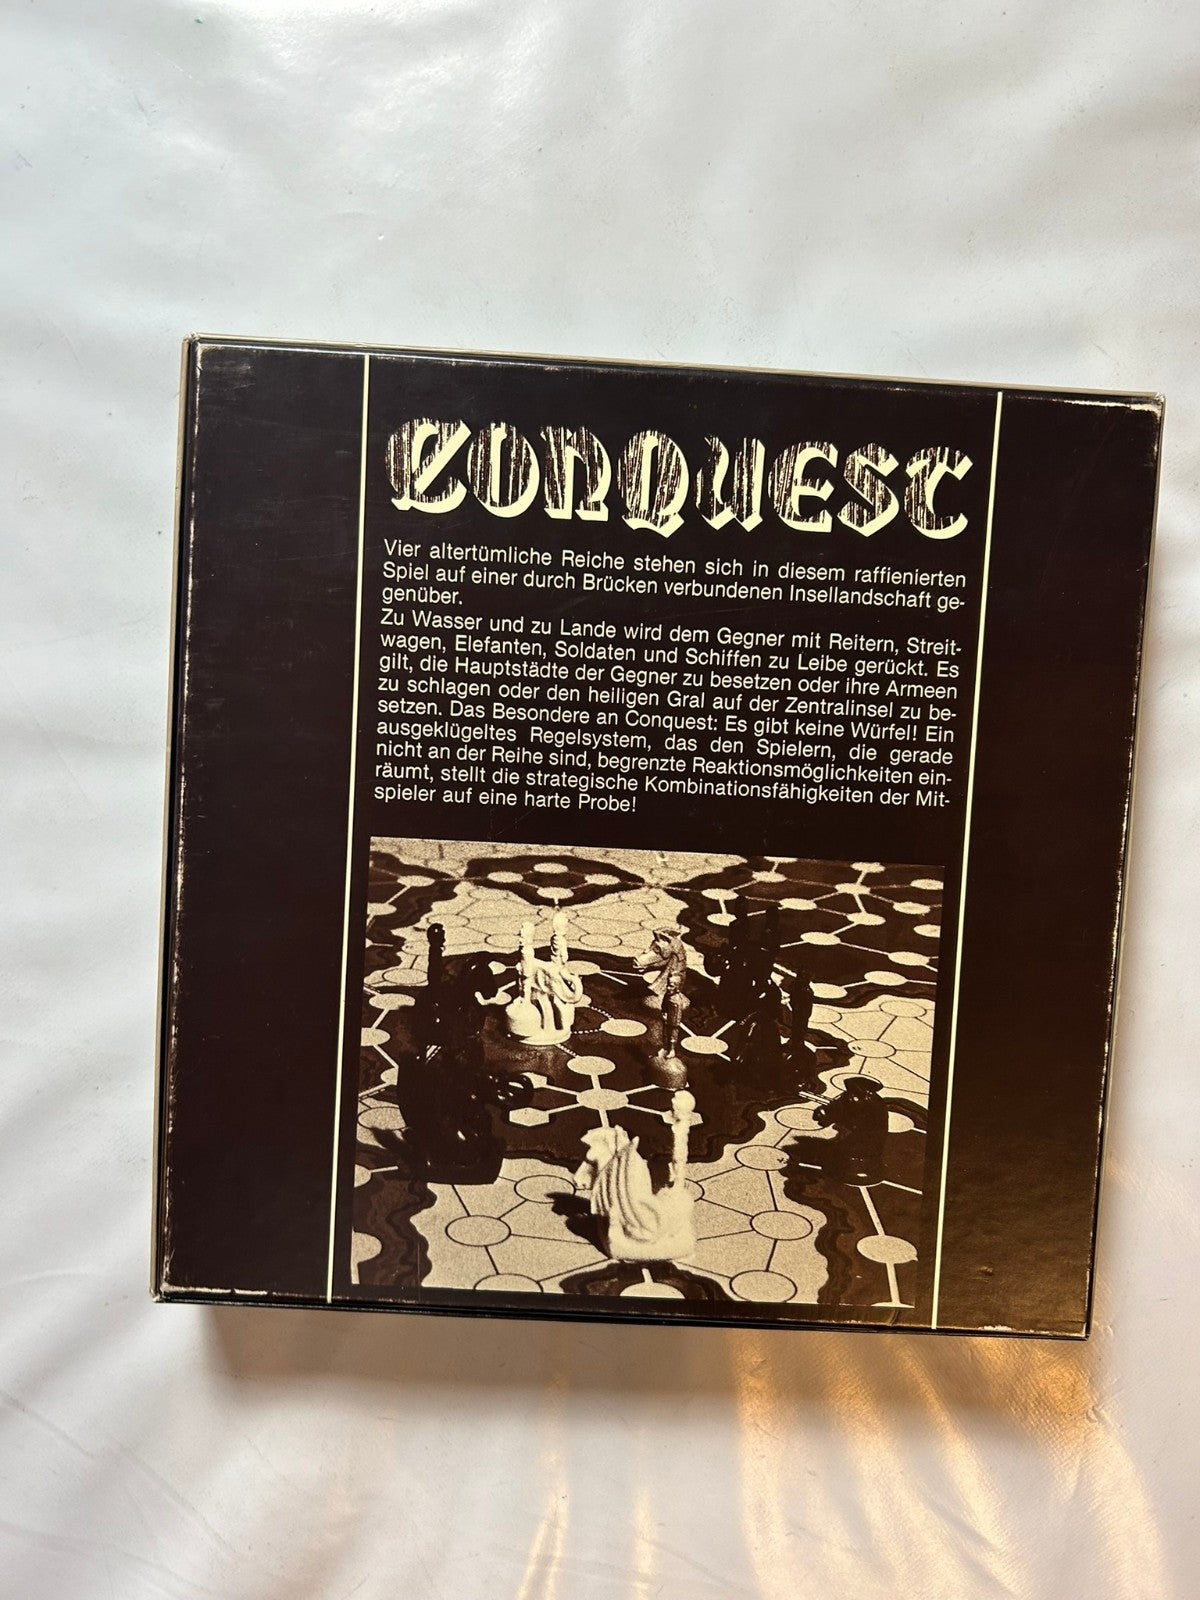 CONQUEST
Vier altertümliche Reiche stehen sich in diesem raffienierten
Spiel auf einer durch Brücken verbundenen Insellandschaft ge-
genüber.
Zu Wasser und zu Lande wird dem Gegner mit Reitern, Streit-
wagen, Elefanten, Soldaten und Schiffen zu Leibe gerückt. Es
gilt, die Hauptstädte der Gegner zu besetzen oder ihre Armeen
zu schlagen oder den heiligen Gral auf der Zentralinsel zu be-
setzen. Das Besondere an Conquest: Es gibt keine Würfel! Ein
ausgeklügeltes Regelsystem, das den Spielern, die gerade
nicht an der Reihe sind, begrenzte Reaktionsmöglichkeiten ein-
räumt, stellt die strategische Kombinationsfähigkeiten der Mit-
spieler auf eine harte Probe!